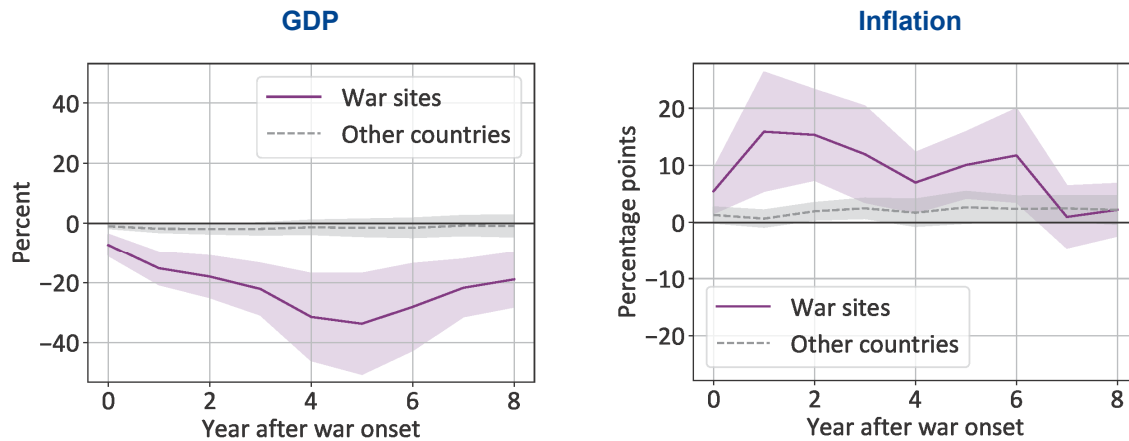 GDP
Percent
40
20
0
−20
−40
War sites
Other countries
0 2 4 6 8
Year after war onset
Inflation
Percentage points
20
10
0
−10
−20
War sites
Other countries
0 2 4 6 8
Year after war onset